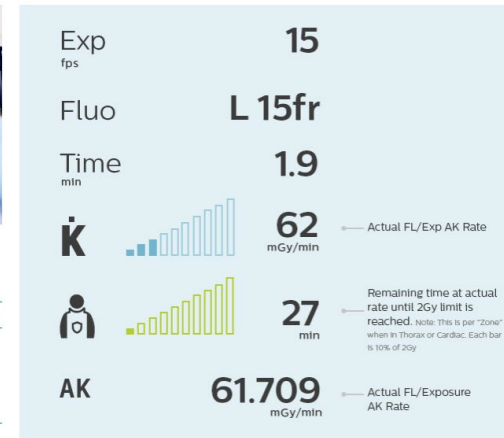 Exp 15
fps
Fluo L 15fr
Time 1.9
min
K̇ 62 Actual FL/Exp AK Rate
mGy/min
27 Remaining time at actual
min rate until 2Gy limit is
reached. Note: This is per "Zone"
when in Thorax or Cardiac. Each bar
is 10% of 2Gy
AK 61.709 Actual FL/Exposure
mGy/min AK Rate